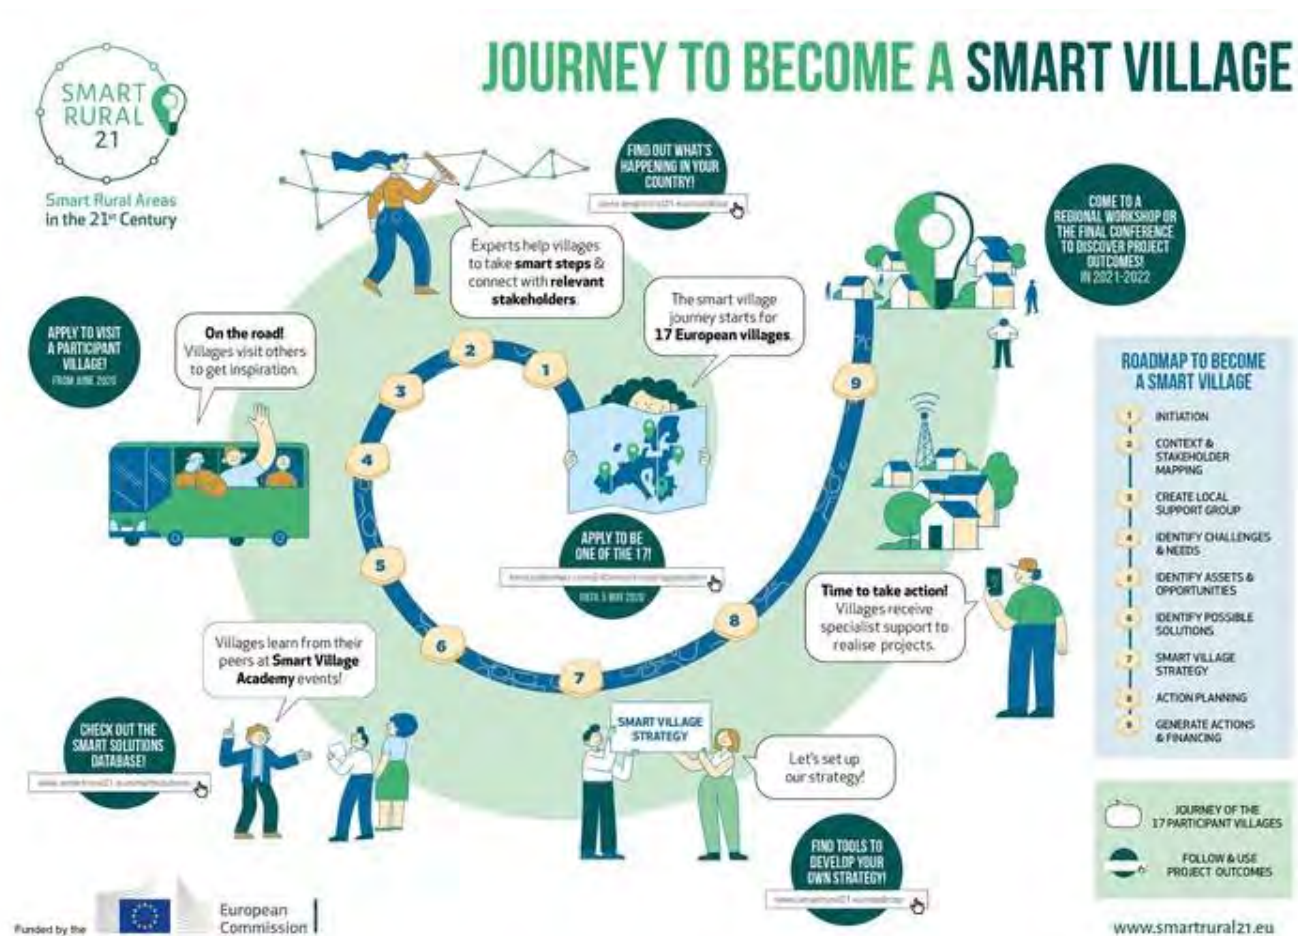 JOURNEY TO BECOME A SMART VILLAGE
SMART
RURAL
21
Smart Rural Areas
in the 21st Century
FIND OUT WHAT'S
HAPPENING IN YOUR
COUNTRY!
COME TO A
REGIONAL WORKSHOP OR
THE FINAL CONFERENCE
TO DISCOVER PROJECT
OUTCOMES!
IN 2021-2022
Experts help villages
to take smart steps &
connect with relevant
stakeholders.
The smart village
journey starts for
17 European villages.
APPLY TO VISIT
A PARTICIPANT
VILLAGE!
FROM JUNE 2020
On the road!
Villages visit others
to get inspiration.
1
2
3
4
5
6
7
8
9
APPLY TO BE
ONE OF THE 17!
UNTIL 5 MAY 2020
Time to take action!
Villages receive
specialist support to
realise projects.
Villages learn from their
peers at Smart Village
Academy events!
CHECK OUT THE
SMART SOLUTIONS
DATABASE!
SMART VILLAGE
STRATEGY
Let's set up
our strategy!
FIND TOOLS TO
DEVELOP YOUR
OWN STRATEGY!
ROADMAP TO BECOME
A SMART VILLAGE
1 INITIATION
2 CONTEXT &
STAKEHOLDER
MAPPING
3 CREATE LOCAL
SUPPORT GROUP
4 IDENTIFY CHALLENGES
& NEEDS
5 IDENTIFY ASSETS &
OPPORTUNITIES
6 IDENTIFY POSSIBLE
SOLUTIONS
7 SMART VILLAGE
STRATEGY
8 ACTION PLANNING
9 GENERATE ACTIONS
& FINANCING
JOURNEY OF THE
17 PARTICIPANT VILLAGES
FOLLOW & USE
PROJECT OUTCOMES
www.smartrural21.eu
Funded by the
European
Commission